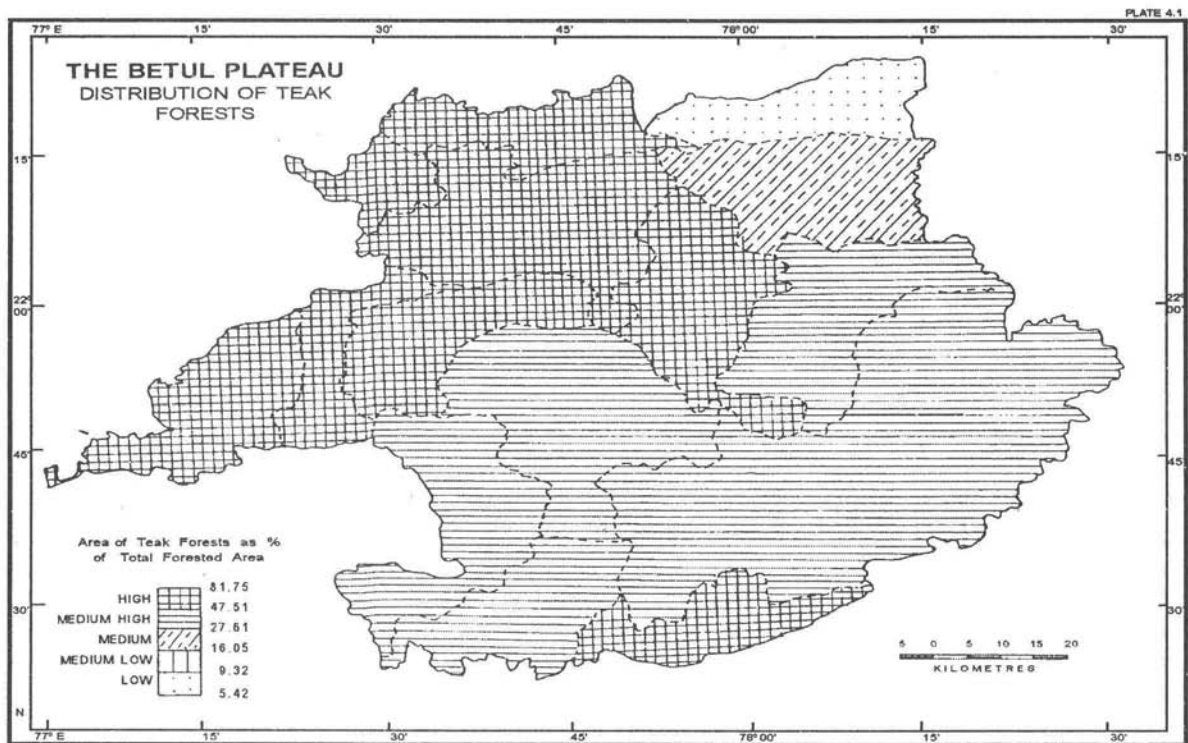 PLATE 4.1
77° E 15' 30' 45' 78°00' 15' 30'
THE BETUL PLATEAU
DISTRIBUTION OF TEAK
FORESTS
15' 15'
22° 22°
00' 30'
45' 45'
Area of Teak Forests as %
of Total Forested Area
81.75
HIGH
47.51
MEDIUM HIGH
27.61
MEDIUM
16.05
MEDIUM LOW
9.32
LOW
5.42
30' 30'
5 0 5 10 15 20
KILOMETRES
N
77° E 15' 30' 45' 78°00' 15' 30'